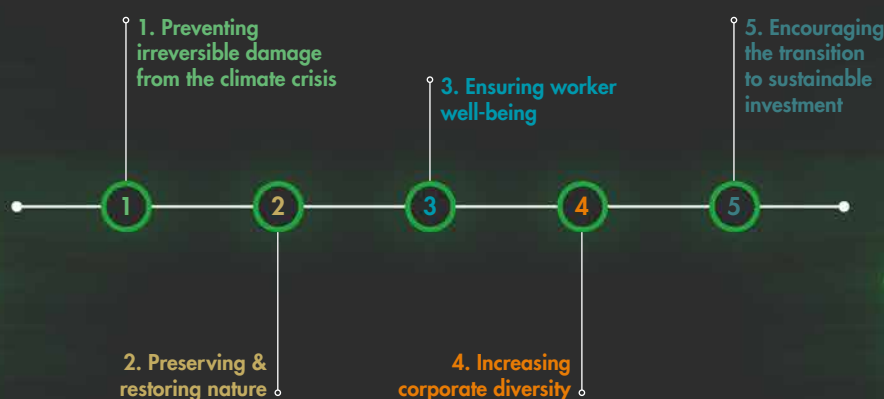 1. Preventing
irreversible damage
from the climate crisis
5. Encouraging
the transition
to sustainable
investment
3. Ensuring worker
well-being
1
2
3
4
5
2. Preserving &
restoring nature
4. Increasing
corporate diversity